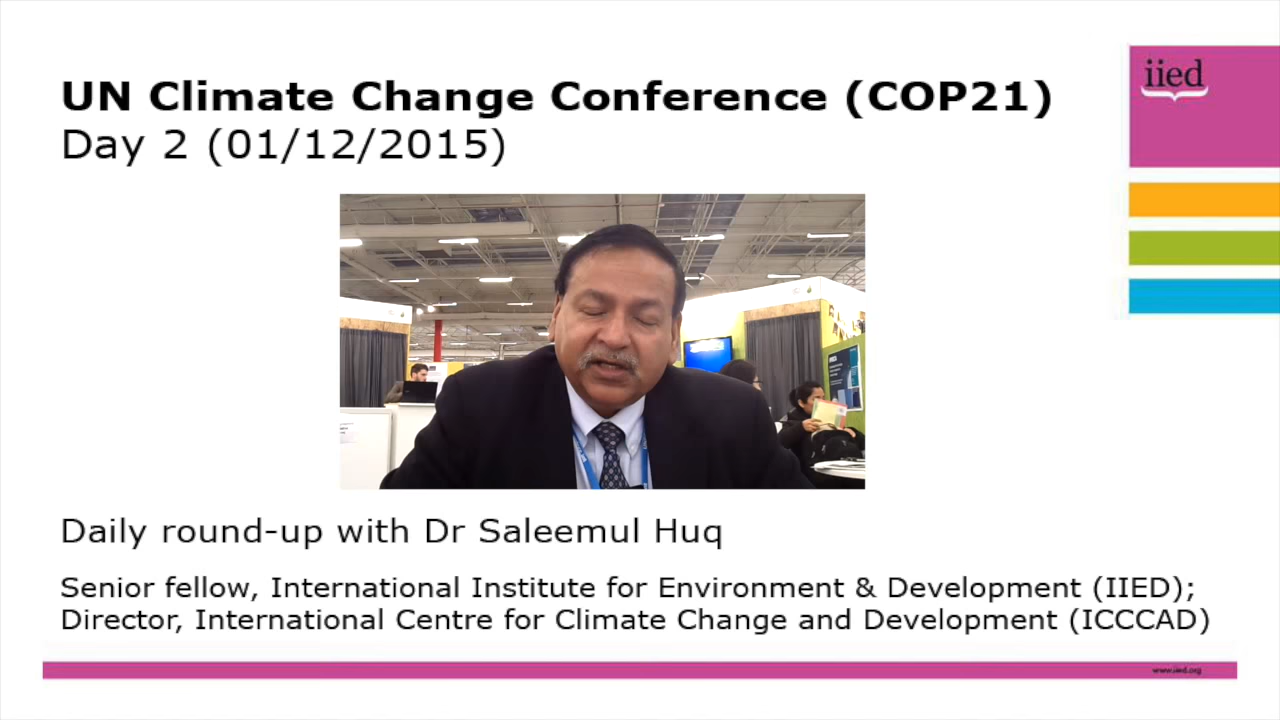 UN Climate Change Conference (COP21)
Day 2 (01/12/2015)
iied
Daily round-up with Dr Saleemul Huq
Senior fellow, International Institute for Environment & Development (IIED);
Director, International Centre for Climate Change and Development (ICCCAD)
www.iied.org